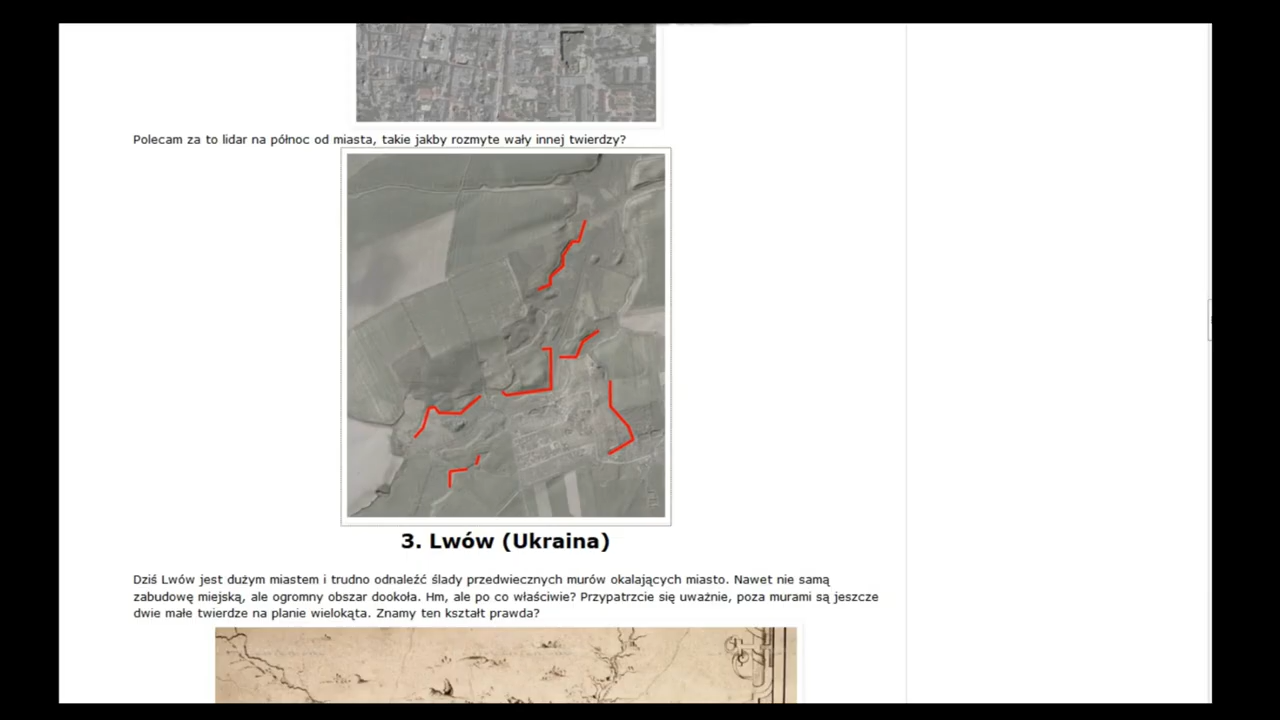 Polecam za to lidar na północ od miasta, takie jakby rozmyte wały innej twierdzy?
3. Lwów (Ukraina)
Dziś Lwów jest dużym miastem i trudno odnaleźć ślady przedwiecznych murów okalających miasto. Nawet nie samą
zabudowę miejską, ale ogromny obszar dookoła. Hm, ale po co właściwie? Przypatrzcie się uważnie, poza murami są jeszcze
dwie małe twierdze na planie wielokąta. Znamy ten kształt prawda?